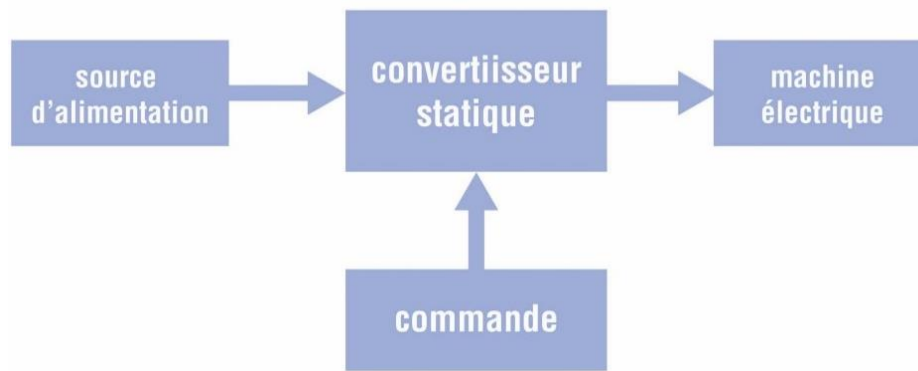 source
d'alimentation
convertiisseur
statique
machine
électrique
commande